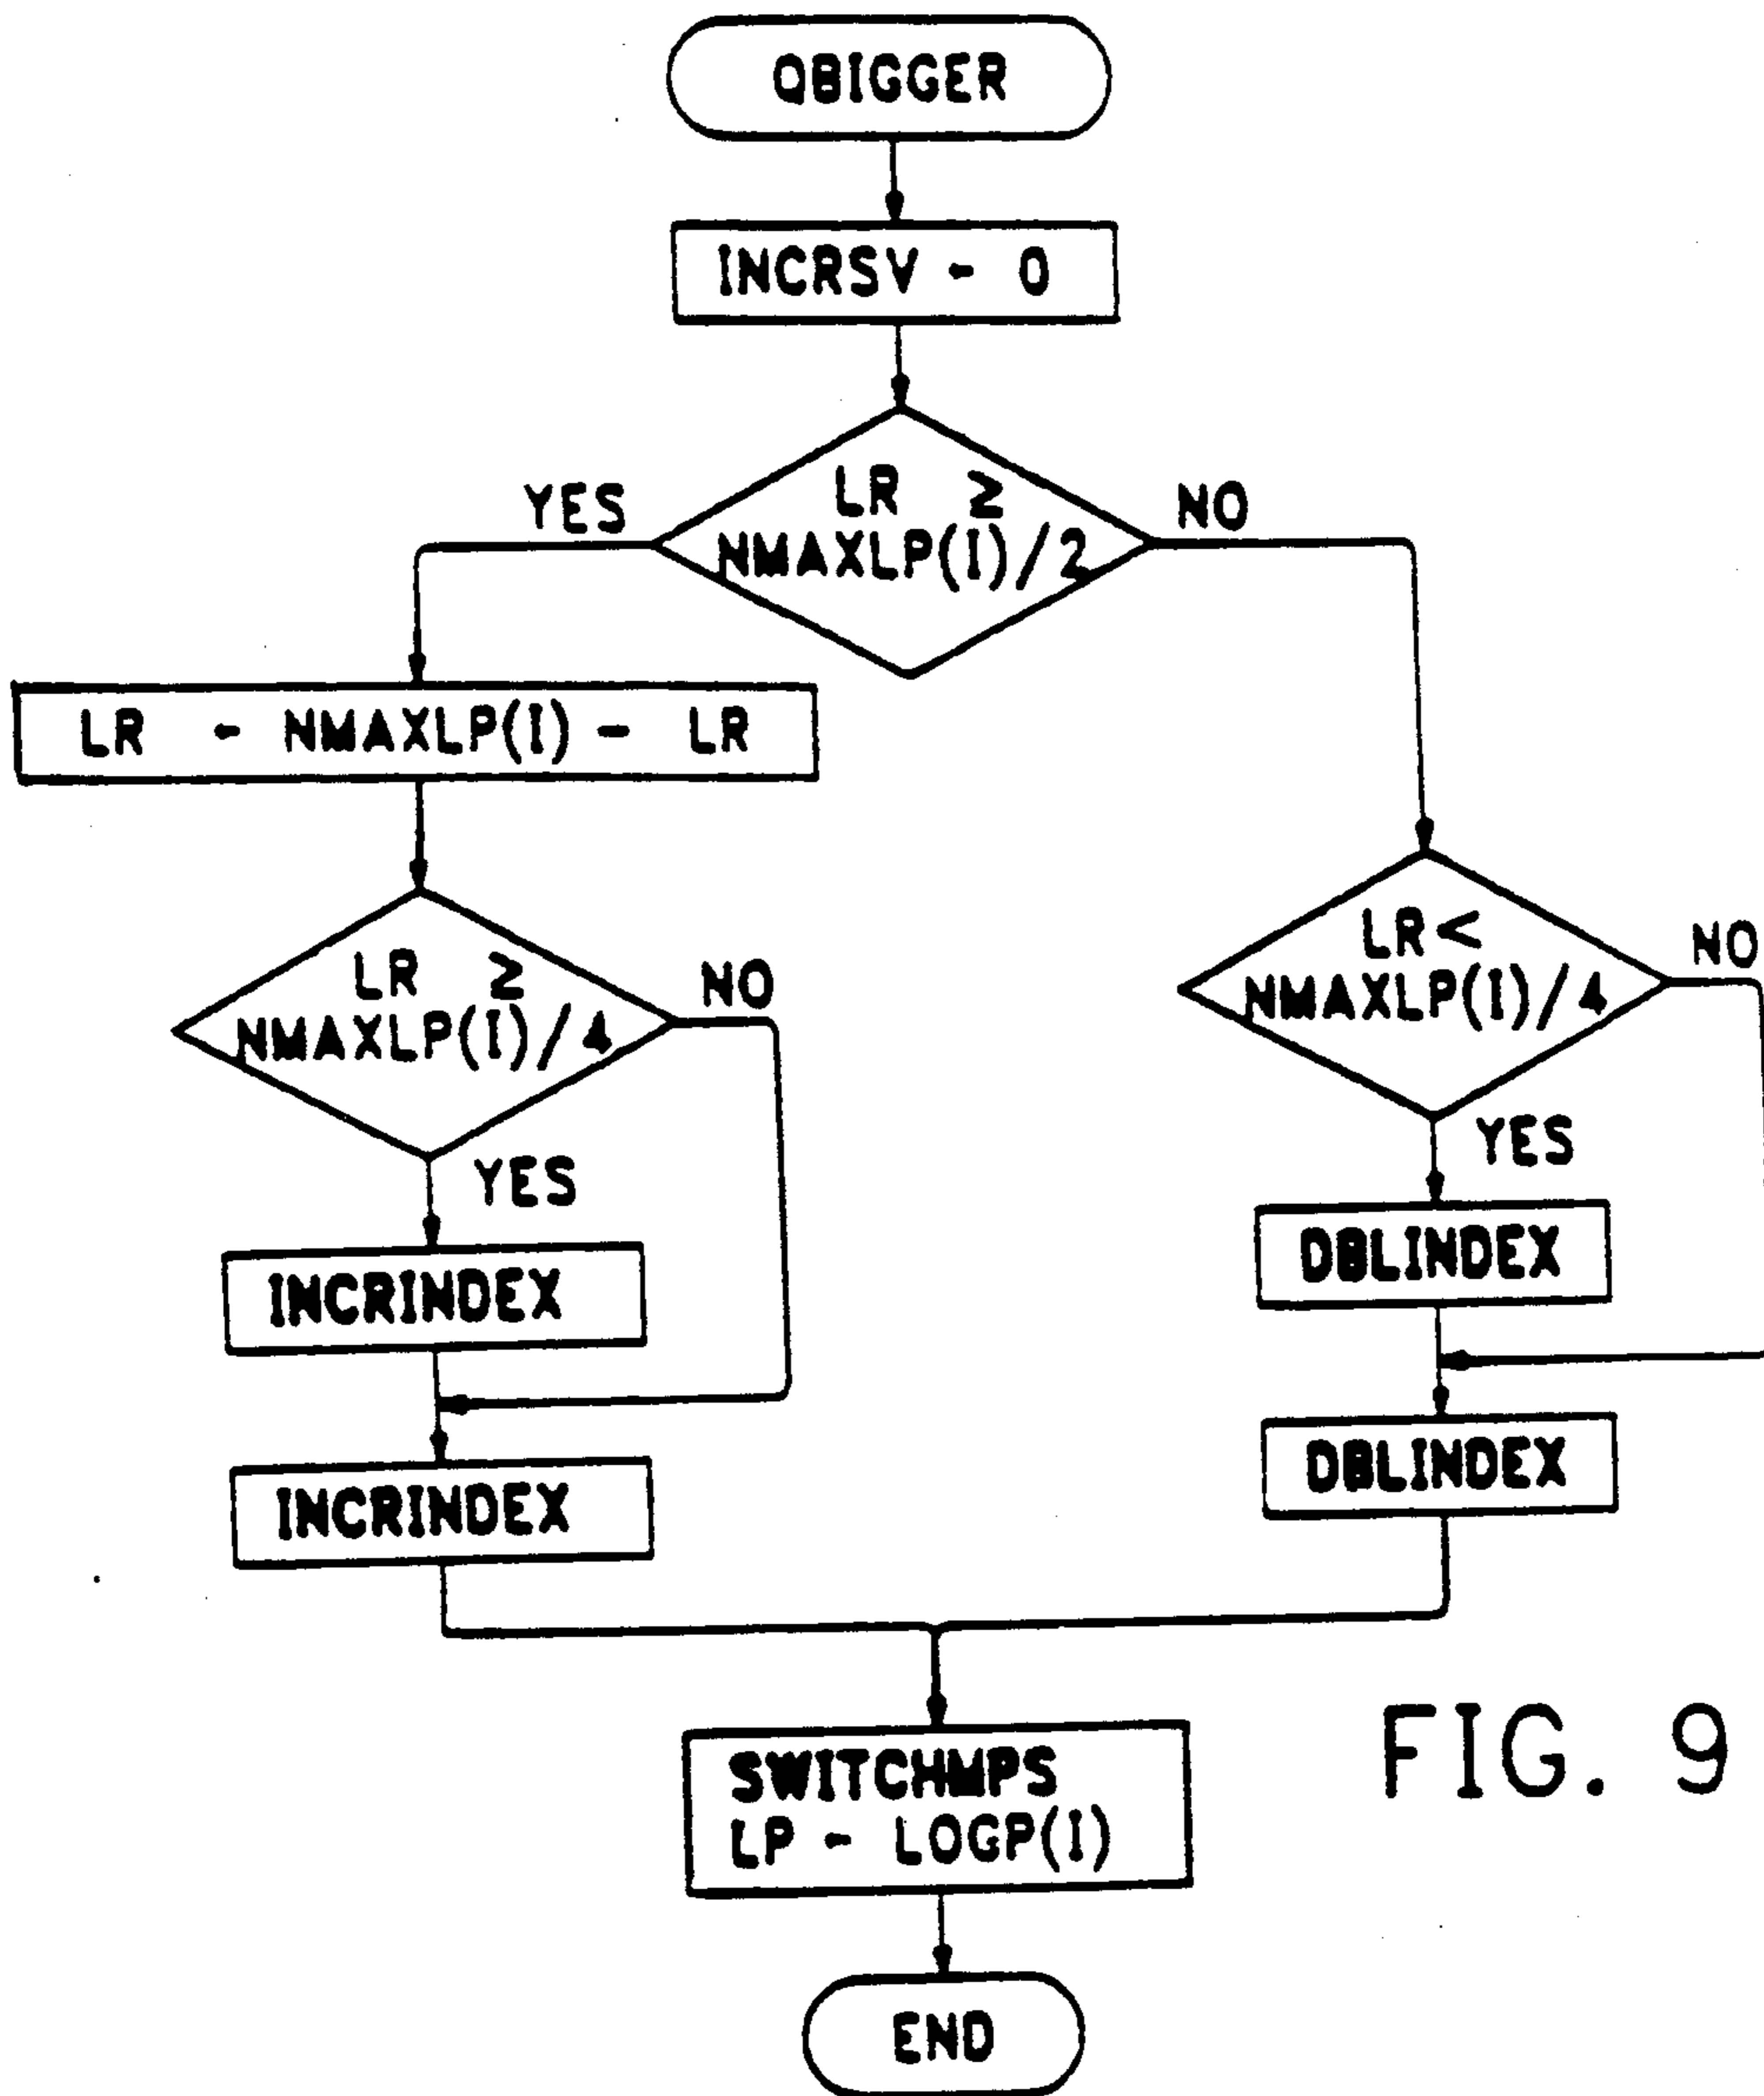 QBIGGER
INCRSV - 0
LR ≥
NMAXLP(I)/2
YES
NO
LR - NMAXLP(I) - LR
LR ≥
NMAXLP(I)/4
NO
YES
INCRINDEX
INCRINDEX
LR <
NMAXLP(I)/4
NO
YES
DBLINDEX
DBLINDEX
SWITCHMPS
LP - LOGP(I)
END
FIG. 9